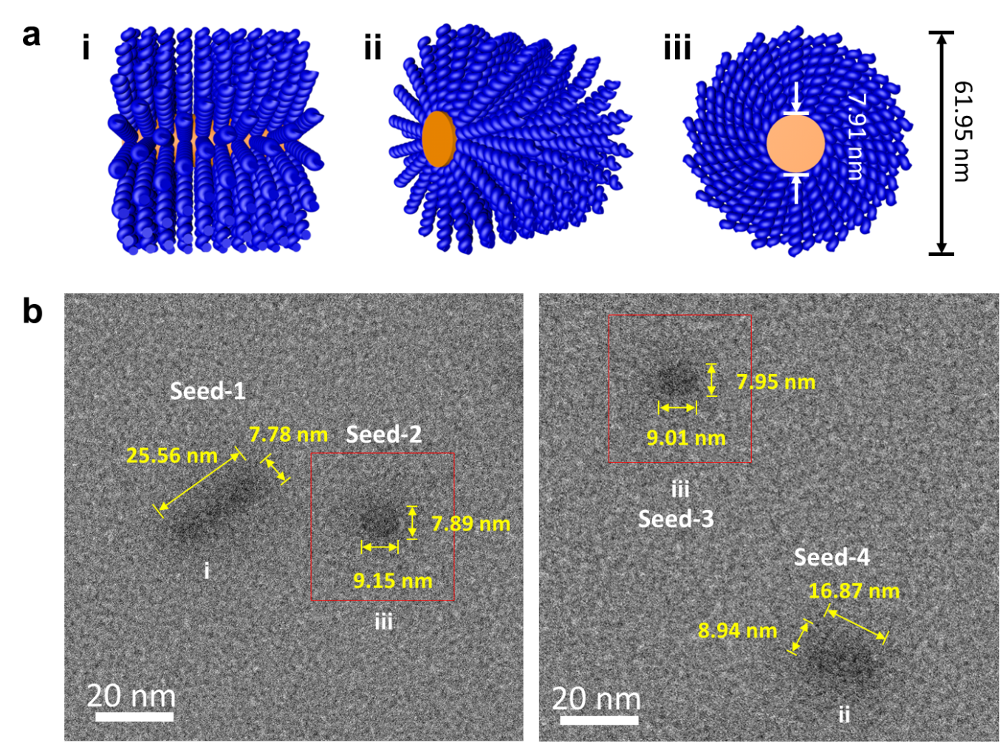 a
i
ii
iii
7.91 nm
61.95 nm
b
Seed-1
7.78 nm
25.56 nm
Seed-2
7.89 nm
9.15 nm
i
iii
20 nm
7.95 nm
9.01 nm
iii
Seed-3
Seed-4
16.87 nm
8.94 nm
20 nm
ii